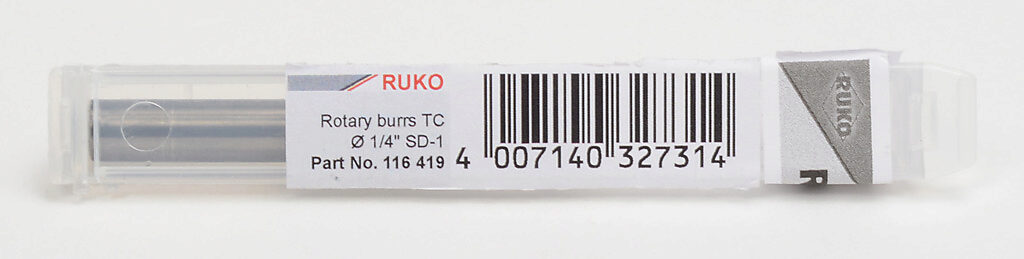 RUKO
Rotary burrs TC
Ø 1/4" SD-1
Part No. 116 419
4 007140 327314
RUKO
R